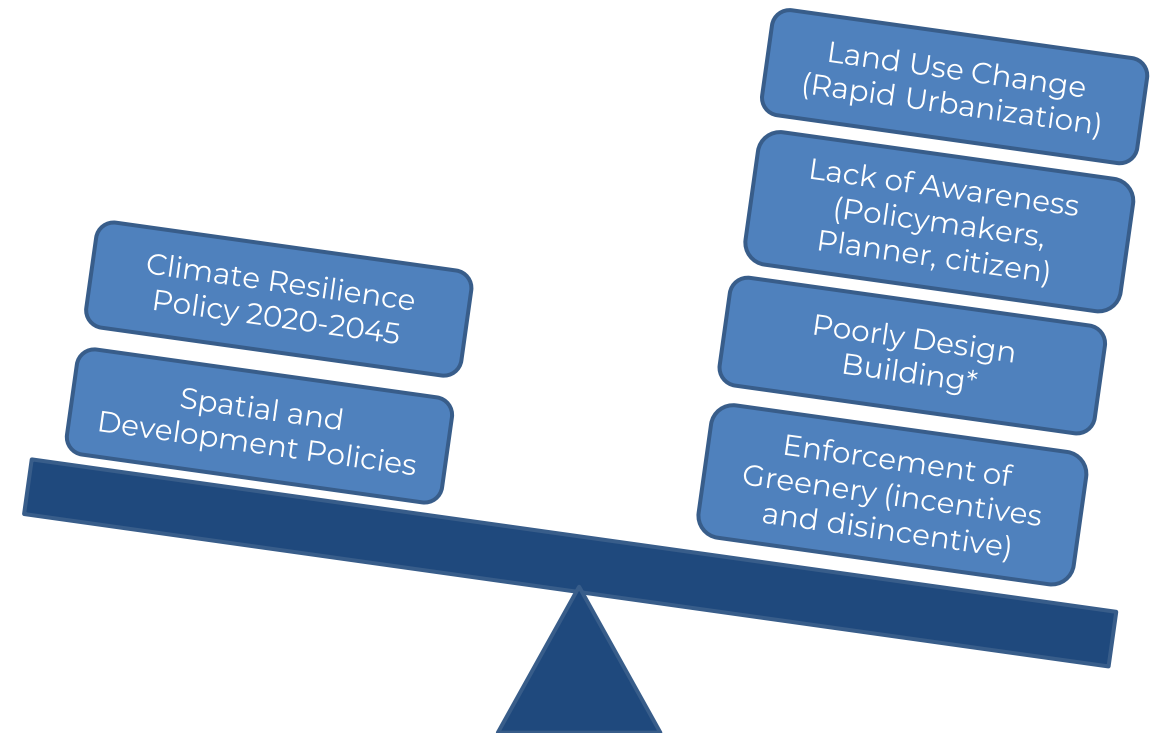 Climate Resilience
Policy 2020-2045
Spatial and
Development Policies
Land Use Change
(Rapid Urbanization)
Lack of Awareness
(Policymakers,
Planner, citizen)
Poorly Design
Building*
Enforcement of
Greenery (incentives
and disincentive)